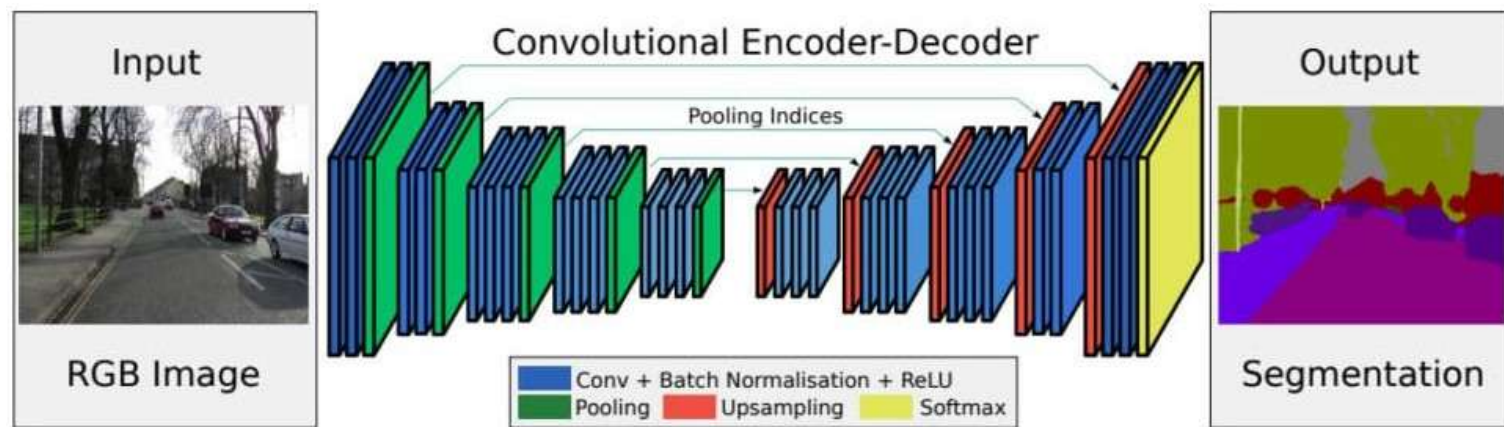 Input
RGB Image
Convolutional Encoder-Decoder
Pooling Indices
Conv + Batch Normalisation + ReLU
Pooling Upsampling Softmax
Output
Segmentation